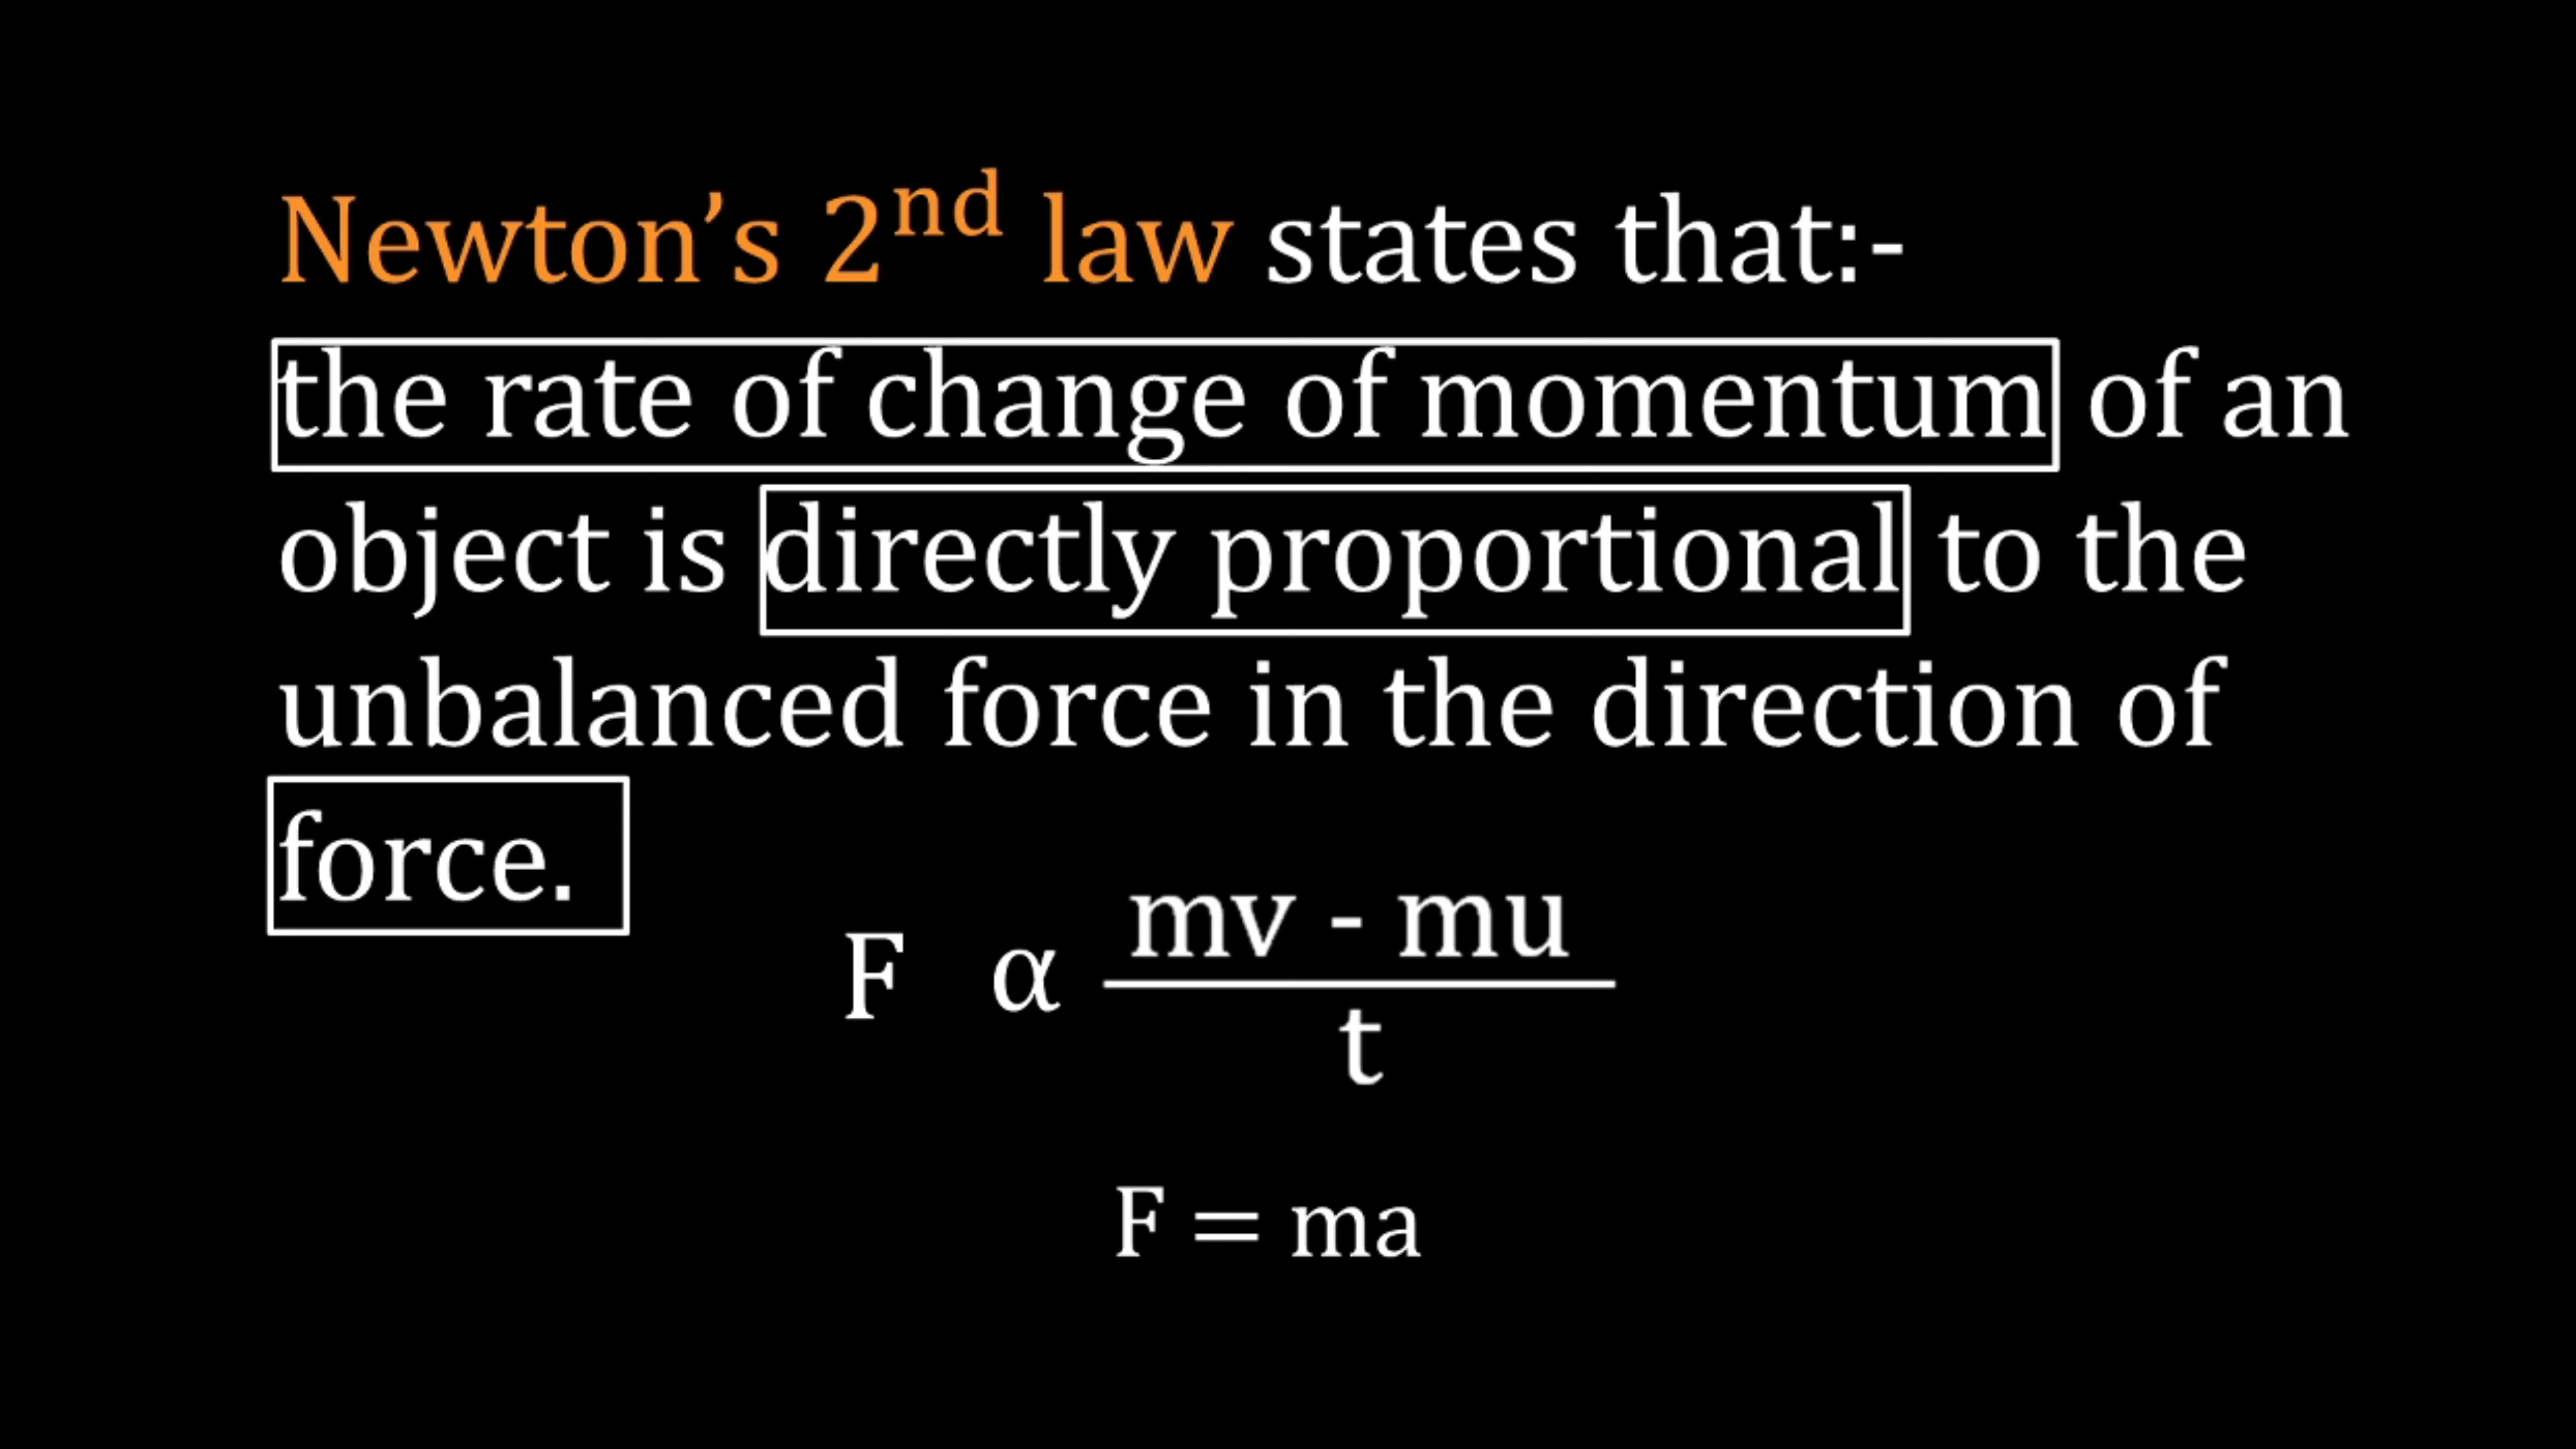 Newton’s 2nd law states that:-
the rate of change of momentum of an
object is directly proportional to the
unbalanced force in the direction of
force.
F α mv - mu
t
F = ma